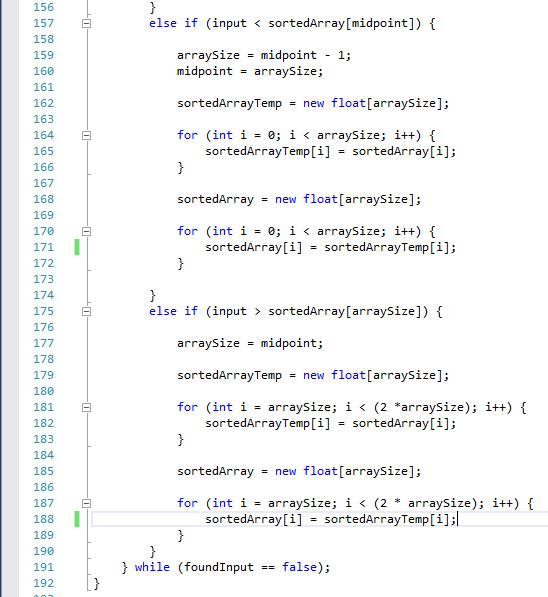 156 }
157 else if (input < sortedArray[midpoint]) {
158
159 arraySize = midpoint - 1;
160 midpoint = arraySize;
161
162 sortedArrayTemp = new float[arraySize];
163
164 for (int i = 0; i < arraySize; i++) {
165 sortedArrayTemp[i] = sortedArray[i];
166 }
167
168 sortedArray = new float[arraySize];
169
170 for (int i = 0; i < arraySize; i++) {
171 sortedArray[i] = sortedArrayTemp[i];
172 }
173
174 }
175 else if (input > sortedArray[arraySize]) {
176
177 arraySize = midpoint;
178
179 sortedArrayTemp = new float[arraySize];
180
181 for (int i = arraySize; i < (2 *arraySize); i++) {
182 sortedArrayTemp[i] = sortedArray[i];
183 }
184
185 sortedArray = new float[arraySize];
186
187 for (int i = arraySize; i < (2 * arraySize); i++) {
188 sortedArray[i] = sortedArrayTemp[i];
189 }
190 }
191 } while (foundInput == false);
192 }